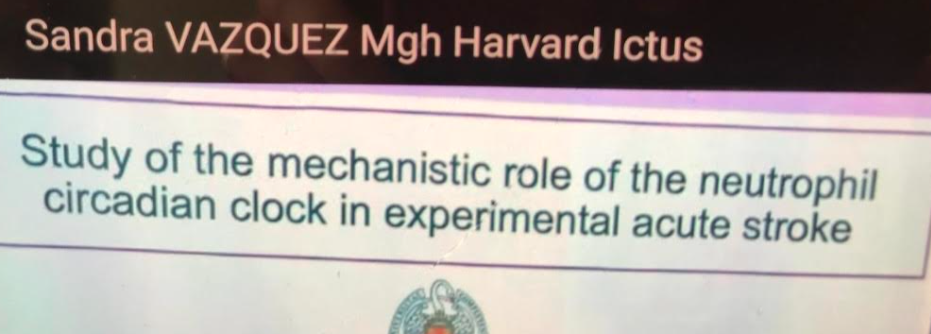 Sandra VAZQUEZ Mgh Harvard Ictus
Study of the mechanistic role of the neutrophil
circadian clock in experimental acute stroke